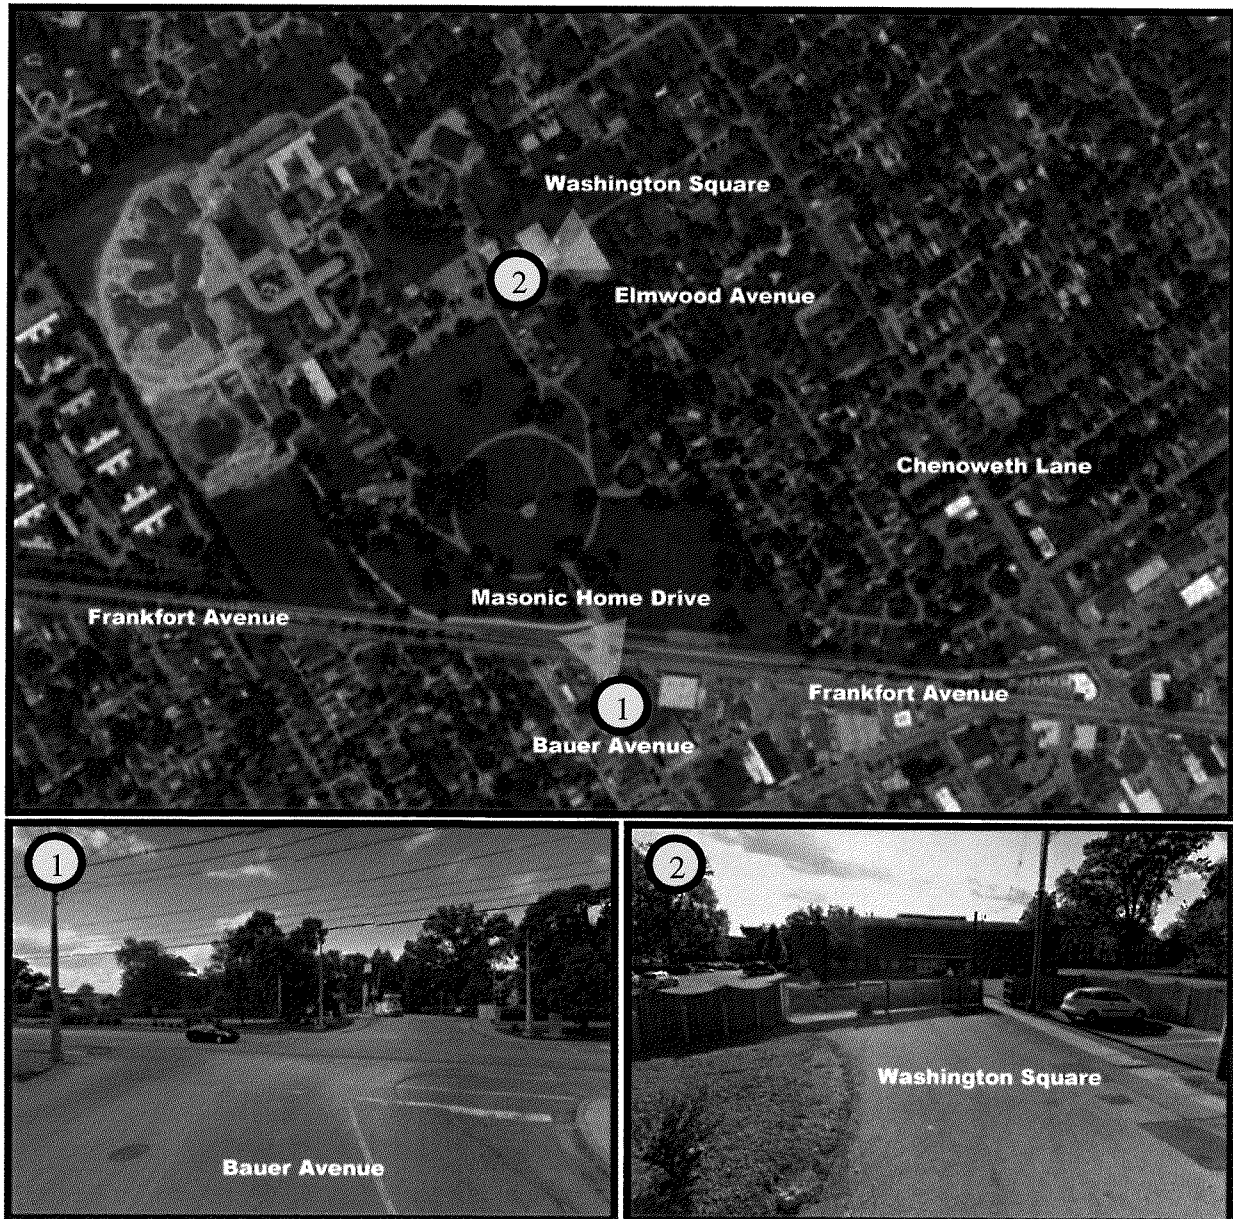 Washington Square
2
Elmwood Avenue
Chenoweth Lane
Masonic Home Drive
Frankfort Avenue
Frankfort Avenue
1
Bauer Avenue
1
2
Washington Square
Bauer Avenue